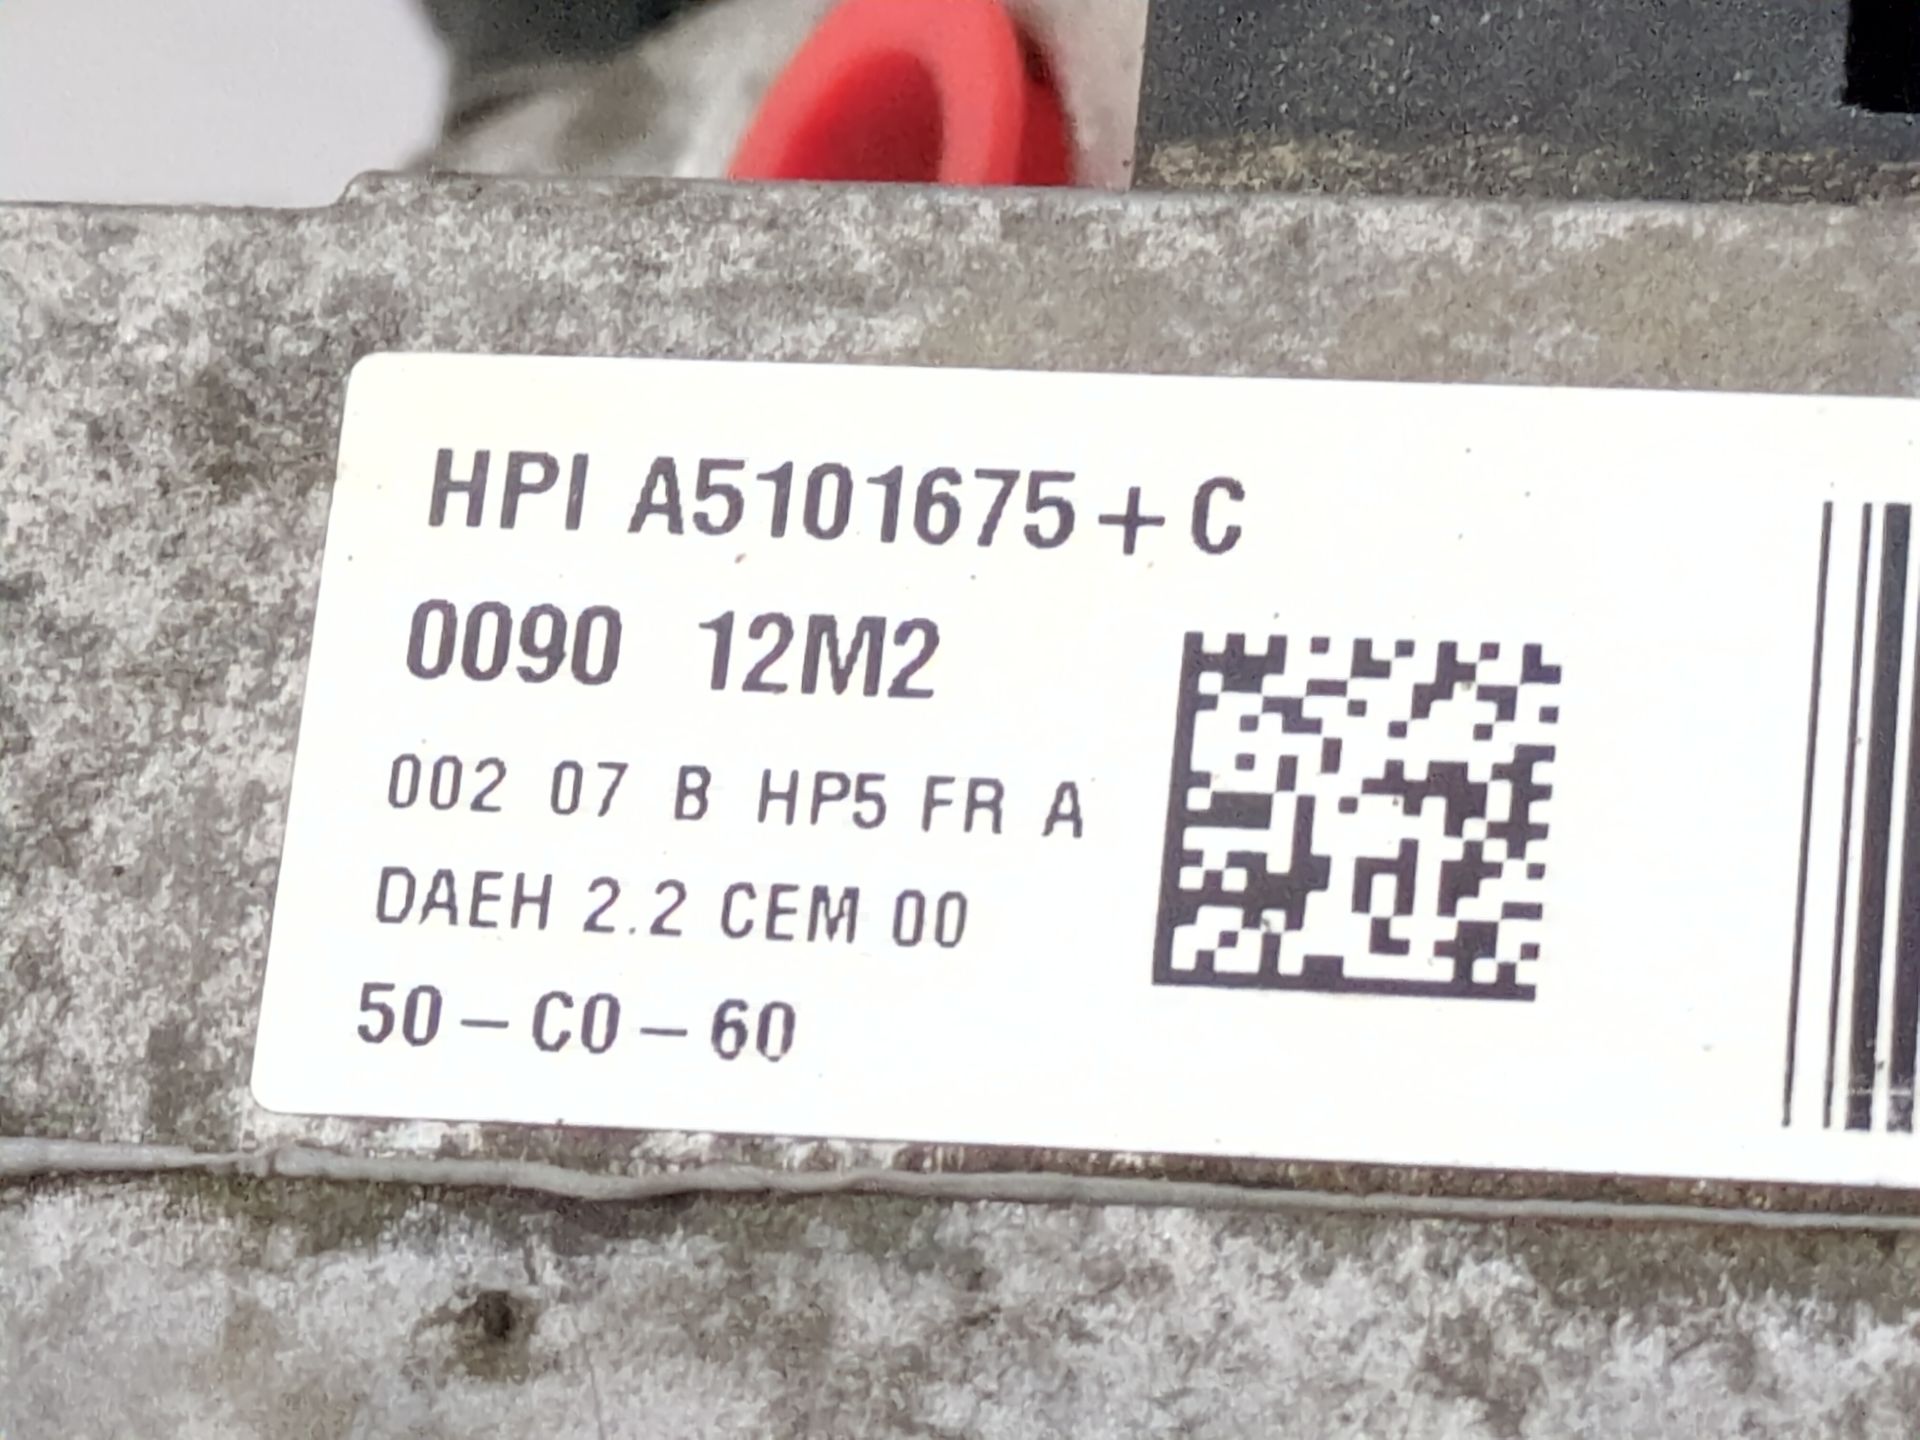 HPI A5101675+C
0090 12M2
002 07 B HP5 FR A
DAEH 2.2 CEM 00
50-C0-60